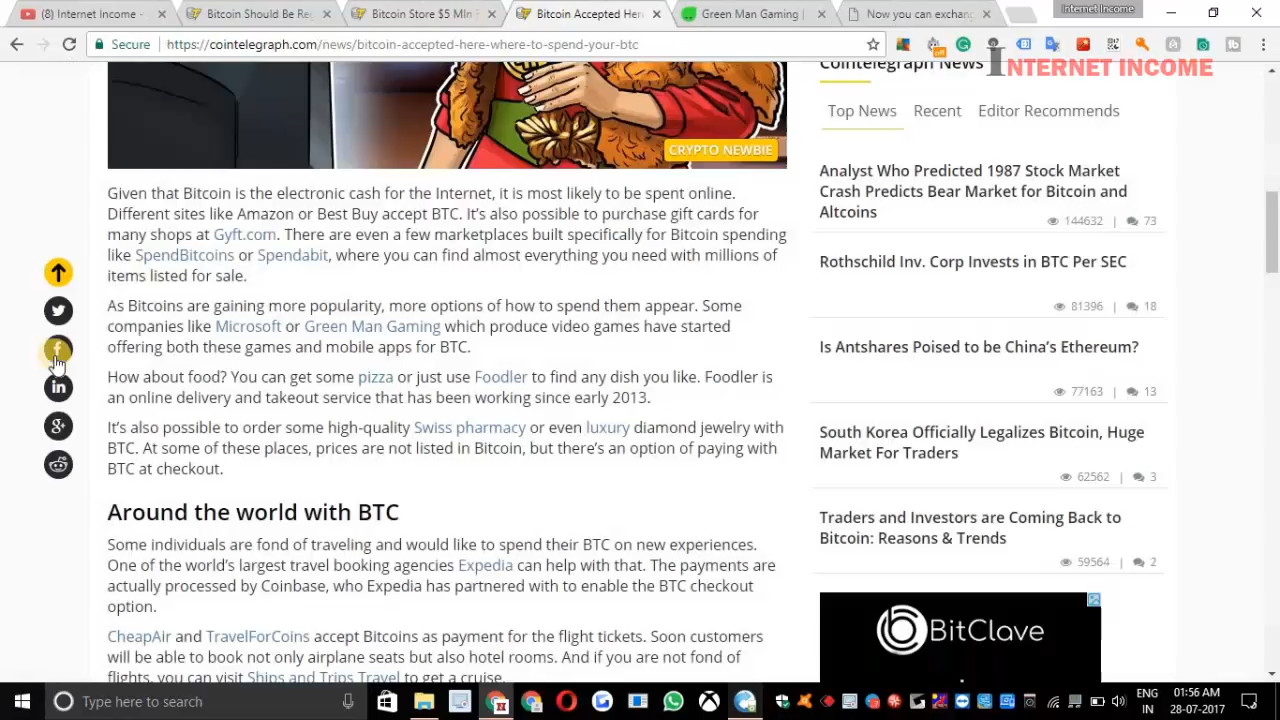 (8) Internet Income -
Bitcoin Should Be Re
Bitcoin Store $5 Mln
Bitcoin Accepted Her
Green Man Gaming |
Now you can exchan
Internet Income
Secure
https://cointelegraph.com/news/bitcoin-accepted-here-where-to-spend-your-btc
INTERNET INCOME
Cointelegraph News
Top News Recent Editor Recommends
CRYPTO NEWBIE
Given that Bitcoin is the electronic cash for the Internet, it is most likely to be spent online.
Different sites like Amazon or Best Buy accept BTC. It's also possible to purchase gift cards for
many shops at Gyft.com. There are even a few marketplaces built specifically for Bitcoin spending
like SpendBitcoins or Spendabit, where you can find almost everything you need with millions of
items listed for sale.
As Bitcoins are gaining more popularity, more options of how to spend them appear. Some
companies like Microsoft or Green Man Gaming which produce video games have started
offering both these games and mobile apps for BTC.
How about food? You can get some pizza or just use Foodler to find any dish you like. Foodler is
an online delivery and takeout service that has been working since early 2013.
It's also possible to order some high-quality Swiss pharmacy or even luxury diamond jewelry with
BTC. At some of these places, prices are not listed in Bitcoin, but there's an option of paying with
BTC at checkout.
Around the world with BTC
Some individuals are fond of traveling and would like to spend their BTC on new experiences.
One of the world's largest travel booking agencies Expedia can help with that. The payments are
actually processed by Coinbase, who Expedia has partnered with to enable the BTC checkout
option.
CheapAir and TravelForCoins accept Bitcoins as payment for the flight tickets. Soon customers
will be able to book not only airplane seats but also hotel rooms. And if you are not fond of
flights, you can visit Ships and Trips Travel to get a cruise.
Analyst Who Predicted 1987 Stock Market
Crash Predicts Bear Market for Bitcoin and
Altcoins
144632 | 73
Rothschild Inv. Corp Invests in BTC Per SEC
81396 | 18
Is Antshares Poised to be China's Ethereum?
77163 | 13
South Korea Officially Legalizes Bitcoin, Huge
Market For Traders
62562 | 3
Traders and Investors are Coming Back to
Bitcoin: Reasons & Trends
59564 | 2
BitClave
Type here to search
ENG
IN
01:56 AM
28-07-2017